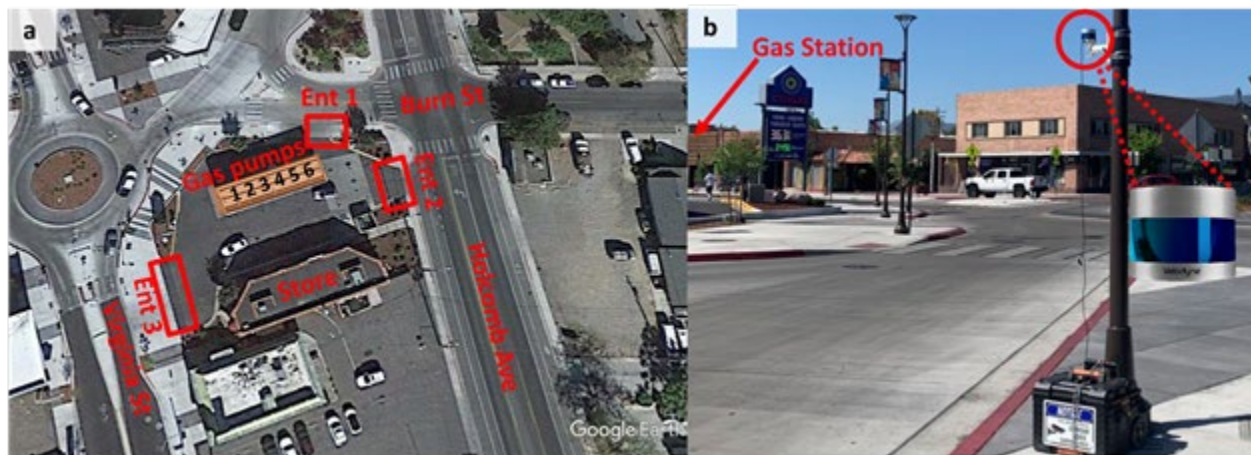 a
Ent 1
Burn St
Gas pumps
1 2 3 4 5 6
Ent 2
Store
Ent 3
Virginia St
Holcomb Ave
Google Earth
b
Gas Station
Velodyne